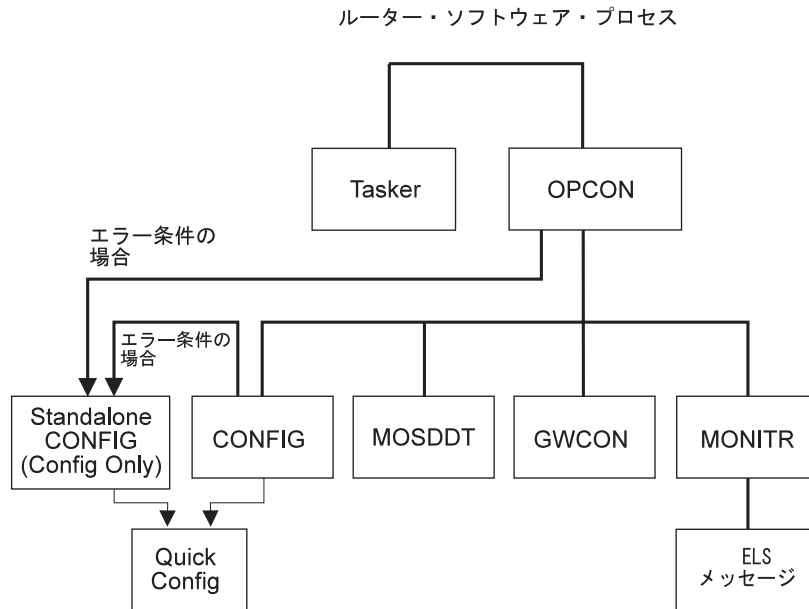 ルーター・ソフトウェア・プロセス
Tasker
OPCON
エラー条件の
場合
エラー条件の
場合
Standalone
CONFIG
(Config Only)
CONFIG
MOSDDT
GWCON
MONITR
Quick
Config
ELS
メッセージ